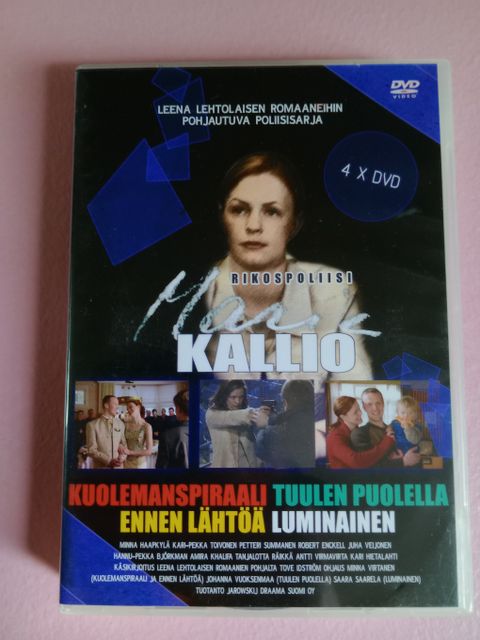 DVD
VIDEO
LEENA LEHTOLAISEN ROMAANEIHIN
POHJAUTUVA POLIISISARJA
4 X DVD
RIKOSPOLIISI
Maria
KALLIO
KUOLEMANSPIRAALI TUULEN PUOLELLA
ENNEN LÄHTÖÄ LUMINAINEN
MINNA HAAPKYLÄ KARI-PEKKA TOIVONEN PETTERI SUMMANEN ROBERT ENCKELL JUHA VELJONEN
HANNU-PEKKA BJÖRKMAN AMIRA KHALIFA TANJALOTTA RÄIKKÄ ANTTI VIRMAVIRTA KARI HIETALAHTI
KÄSIKIRJOITUS LEENA LEHTOLAISEN ROMAANIEN POHJALTA TOVE IDSTRÖM OHJAUS MINNA VIRTANEN
(KUOLEMANSPIRAALI JA ENNEN LÄHTÖÄ) JOHANNA VUOKSENMAA (TUULEN PUOLELLA) SAARA SAARELA (LUMINAINEN)
TUOTANTO JAROWSKIJ DRAAMA SUOMI OY